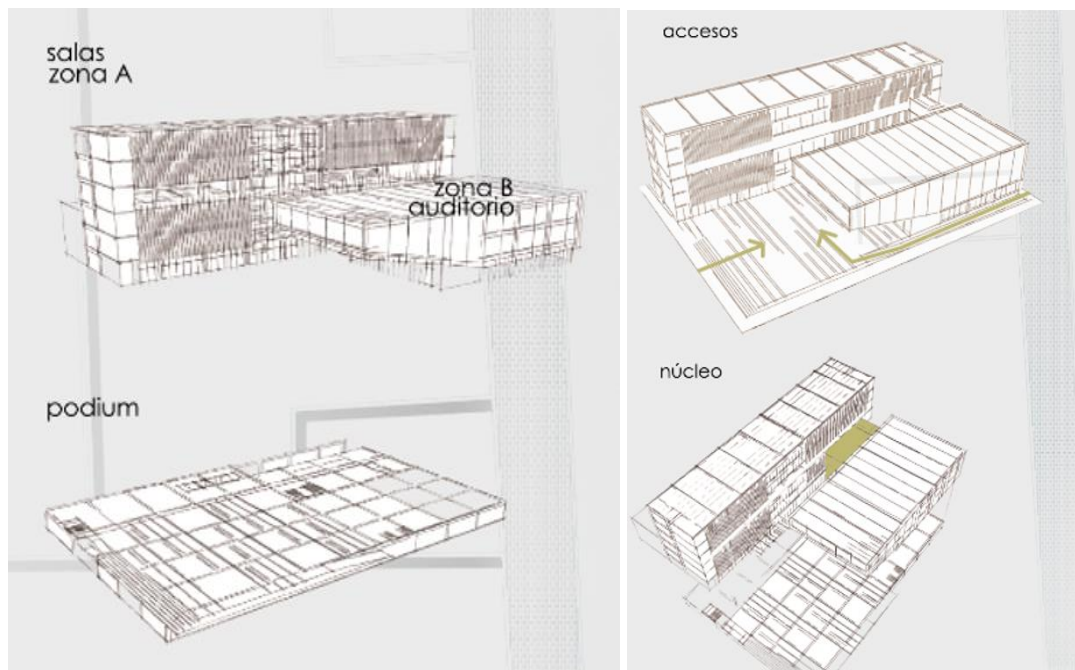 salas
zona A
zona B
auditorio
podium
accesos
núcleo